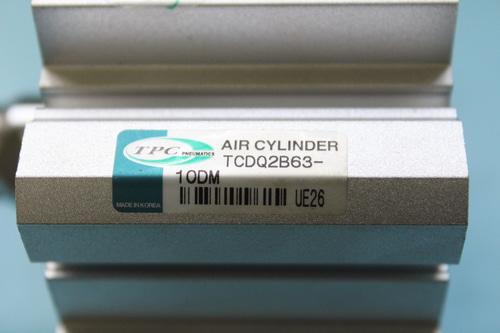 TPC PNEUMATICS
AIR CYLINDER
TCDQ2B63-
10DM
UE26
MADE IN KOREA